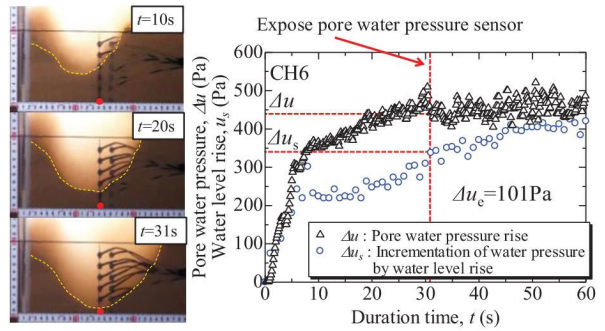 Expose pore water pressure sensor
t=10s
t=20s
t=31s
Pore water pressure, Δu (Pa)
Water level rise, us (Pa)
600
500
400
300
200
100
0
CH6
Δu
Δus
Δue=101Pa
Δu : Pore water pressure rise
Δus : Incrementation of water pressure
by water level rise
0
10
20
30
40
50
60
Duration time, t (s)